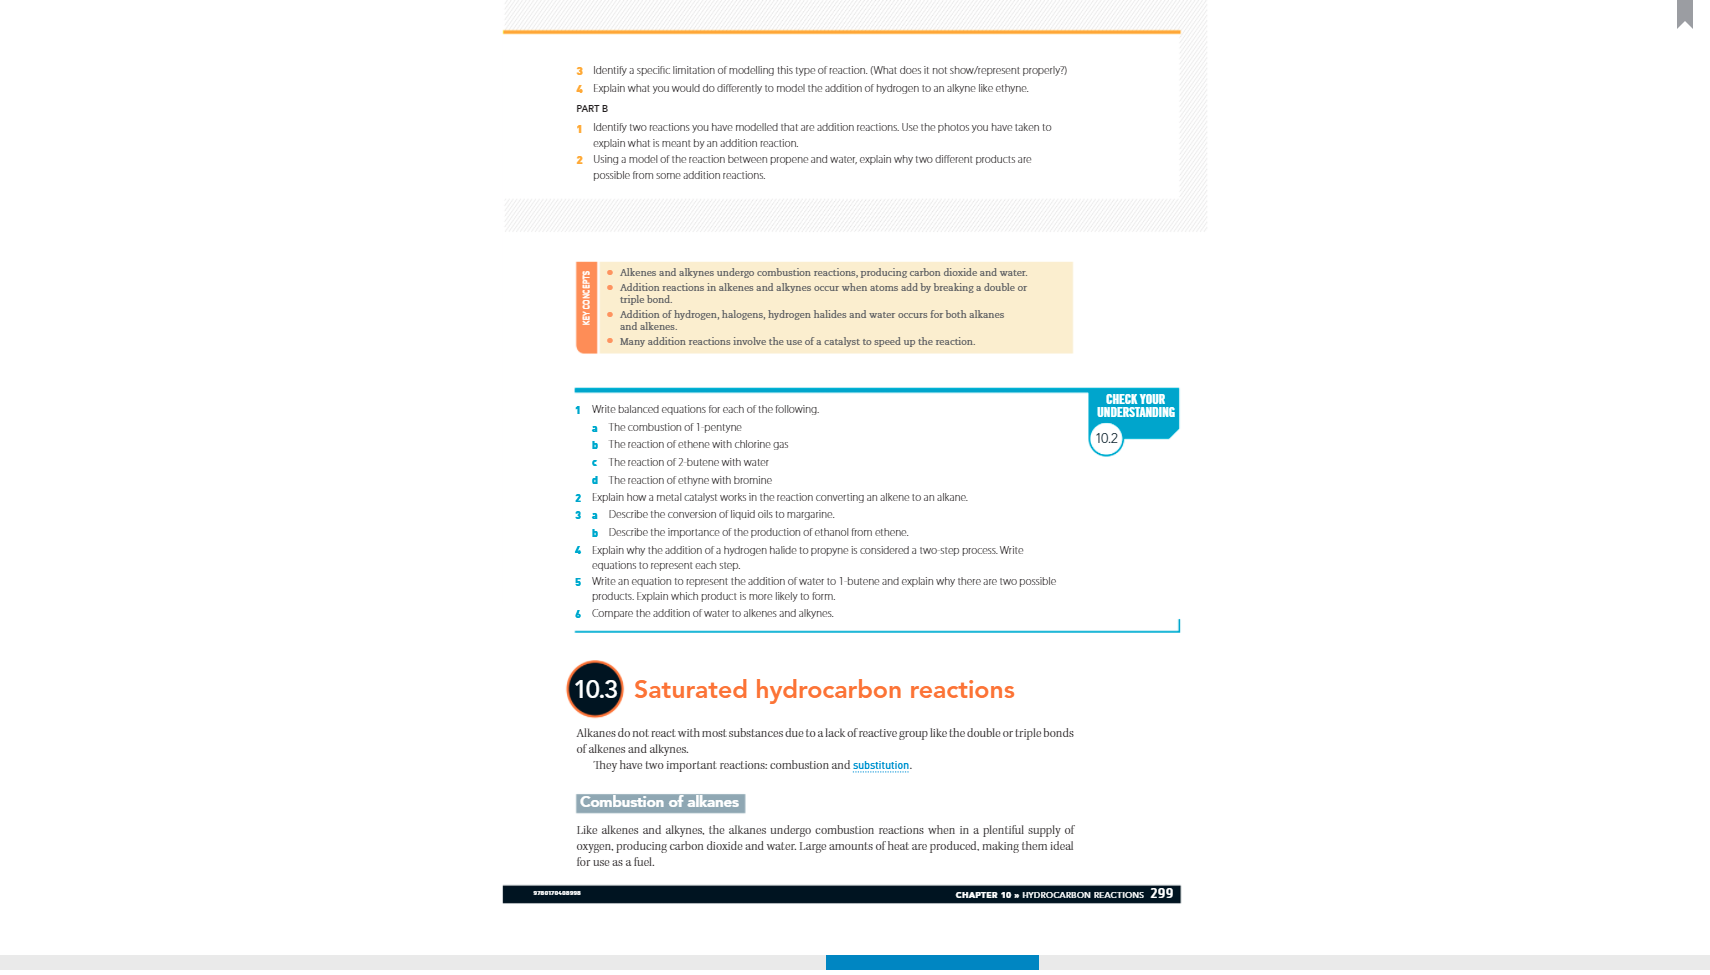 3 Identify a specific limitation of modelling this type of reaction. (What does it not show/represent properly?)
4 Explain what you would do differently to model the addition of hydrogen to an alkyne like ethyne.
PART B
1 Identify two reactions you have modelled that are addition reactions. Use the photos you have taken to
explain what is meant by an addition reaction.
2 Using a model of the reaction between propene and water, explain why two different products are
possible from some addition reactions.
KEY CONCEPTS
● Alkenes and alkynes undergo combustion reactions, producing carbon dioxide and water.
● Addition reactions in alkenes and alkynes occur when atoms add by breaking a double or
triple bond.
● Addition of hydrogen, halogens, hydrogen halides and water occurs for both alkanes
and alkenes.
● Many addition reactions involve the use of a catalyst to speed up the reaction.
CHECK YOUR
UNDERSTANDING
10.2
1 Write balanced equations for each of the following.
a The combustion of 1-pentyne
b The reaction of ethene with chlorine gas
c The reaction of 2-butene with water
d The reaction of ethyne with bromine
2 Explain how a metal catalyst works in the reaction converting an alkene to an alkane.
3 a Describe the conversion of liquid oils to margarine.
b Describe the importance of the production of ethanol from ethene.
4 Explain why the addition of a hydrogen halide to propyne is considered a two-step process. Write
equations to represent each step.
5 Write an equation to represent the addition of water to 1-butene and explain why there are two possible
products. Explain which product is more likely to form.
6 Compare the addition of water to alkenes and alkynes.
10.3 Saturated hydrocarbon reactions
Alkanes do not react with most substances due to a lack of reactive group like the double or triple bonds
of alkenes and alkynes.
They have two important reactions: combustion and substitution.
Combustion of alkanes
Like alkenes and alkynes, the alkanes undergo combustion reactions when in a plentiful supply of
oxygen, producing carbon dioxide and water. Large amounts of heat are produced, making them ideal
for use as a fuel.
9780170408998 CHAPTER 10 » HYDROCARBON REACTIONS 299